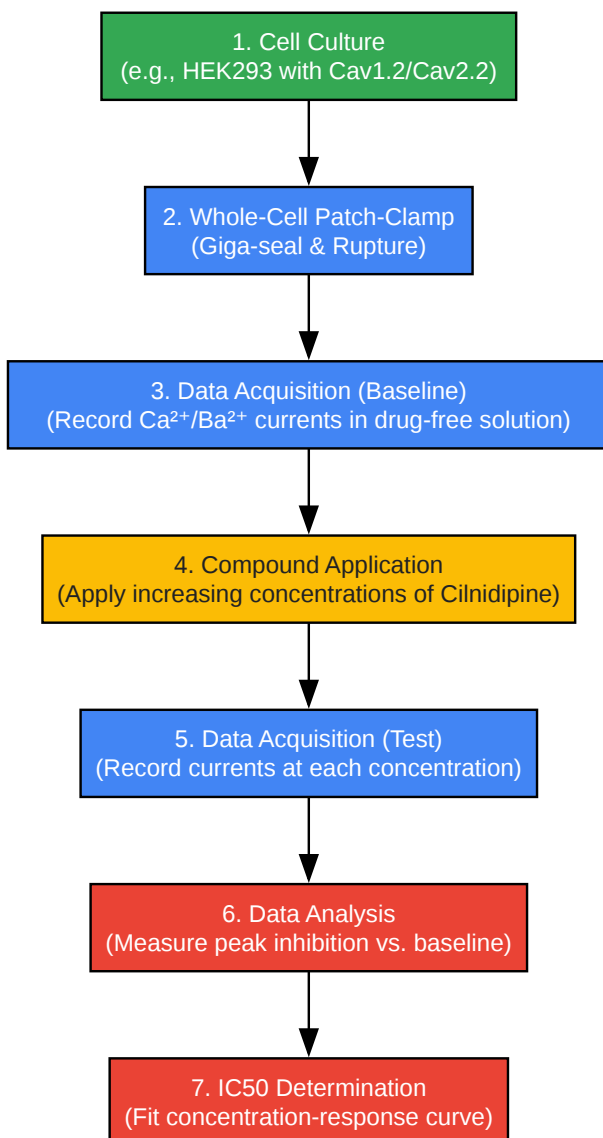 1. Cell Culture
(e.g., HEK293 with Cav1.2/Cav2.2)
2. Whole-Cell Patch-Clamp
(Giga-seal & Rupture)
3. Data Acquisition (Baseline)
(Record Ca²⁺/Ba²⁺ currents in drug-free solution)
4. Compound Application
(Apply increasing concentrations of Cilnidipine)
5. Data Acquisition (Test)
(Record currents at each concentration)
6. Data Analysis
(Measure peak inhibition vs. baseline)
7. IC50 Determination
(Fit concentration-response curve)